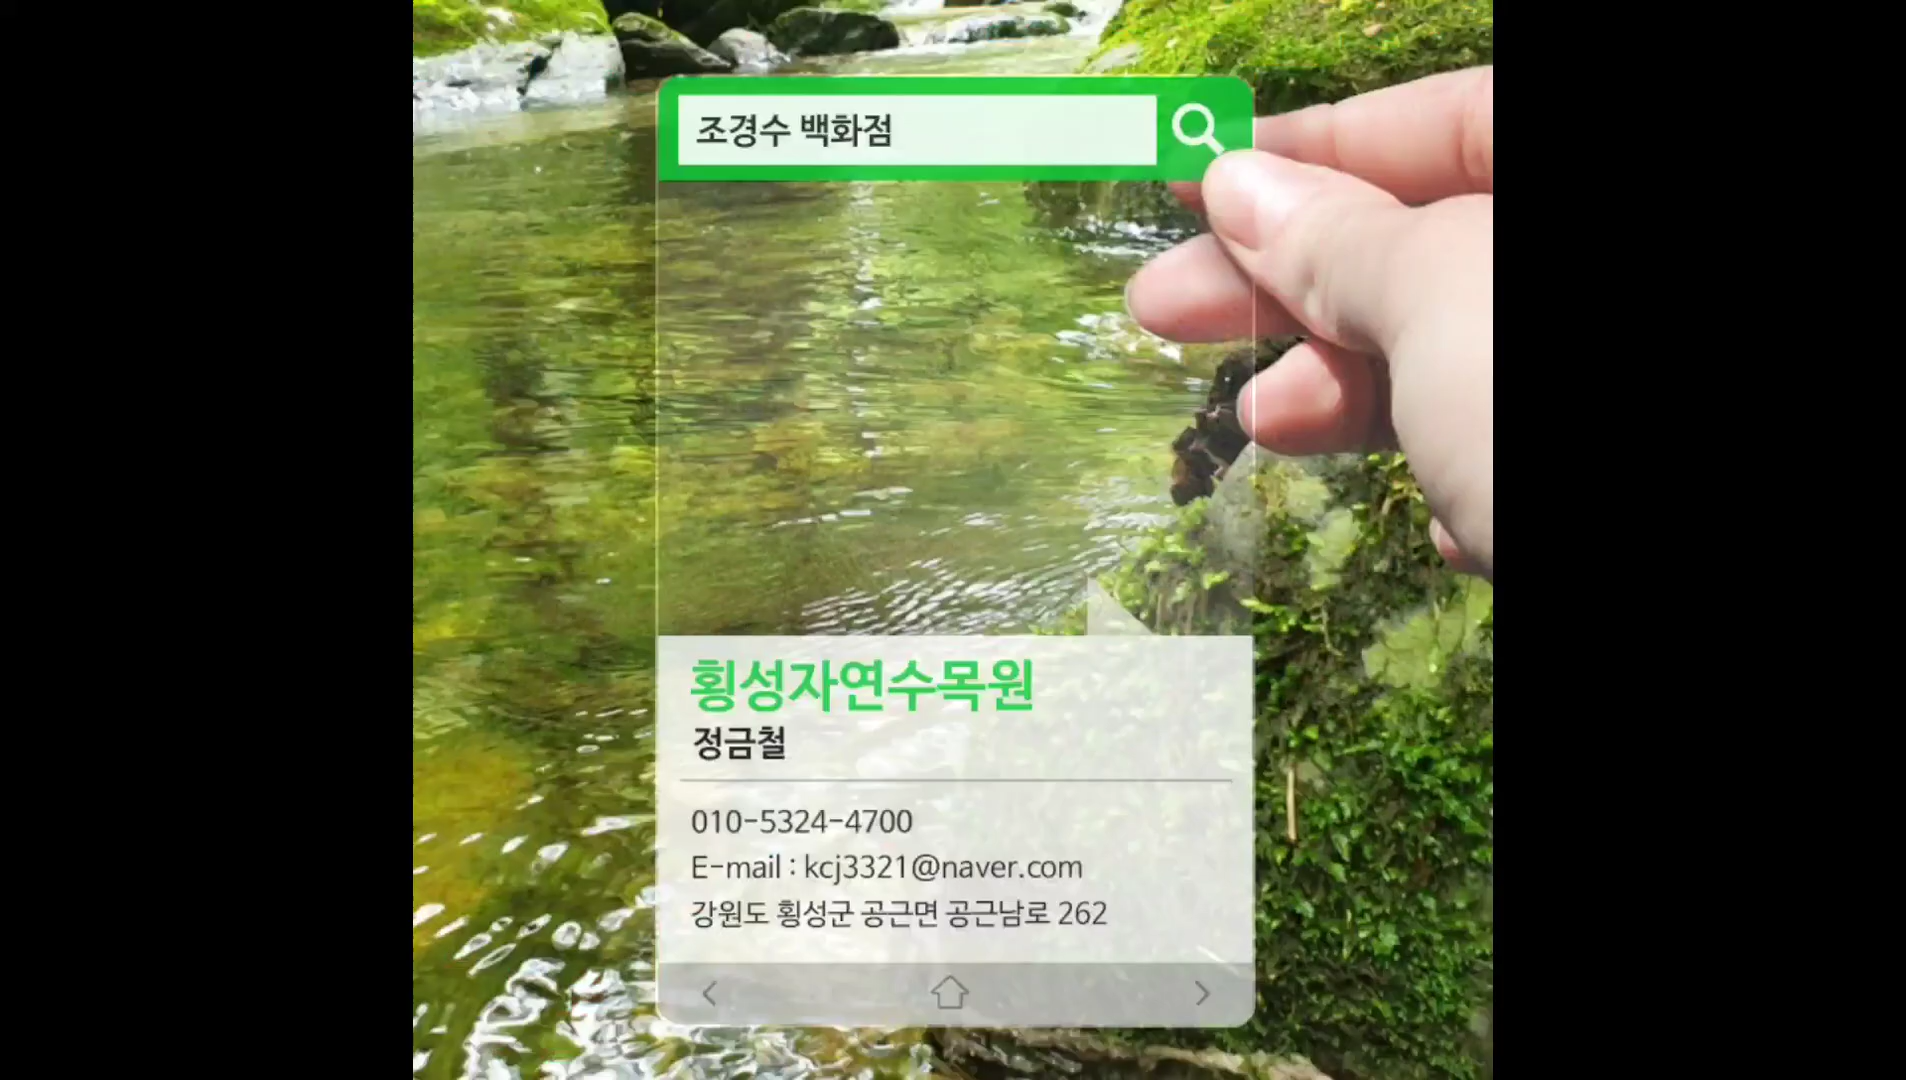 조경수 백화점
횡성자연수목원
정금철
010-5324-4700
E-mail : kcj3321@naver.com
강원도 횡성군 공근면 공근남로 262